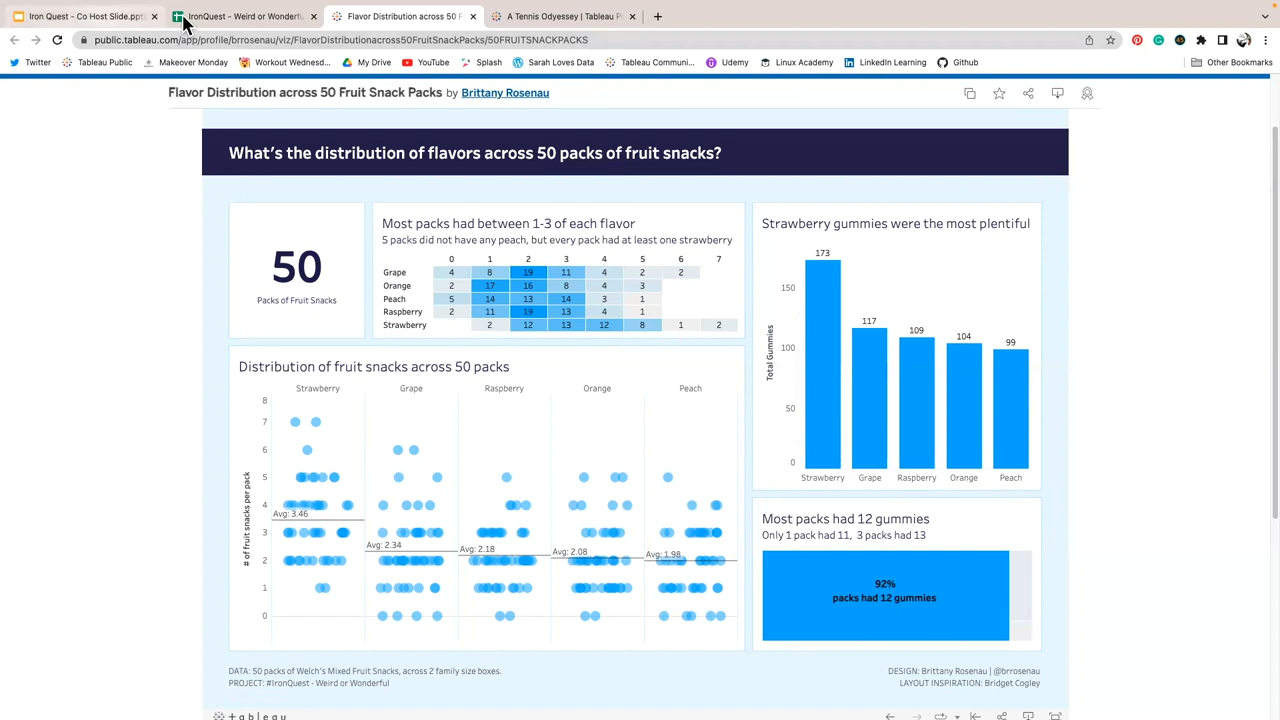 Iron Quest - Co Host Slide.pptx
IronQuest - Weird or Wonderful
Flavor Distribution across 50 F
A Tennis Odyssey | Tableau P
public.tableau.com/app/profile/brrosenau/viz/FlavorDistributionacross50FruitSnackPacks/50FRUITSNACKPACKS
Twitter Tableau Public Makeover Monday Workout Wednesd... My Drive YouTube Splash Sarah Loves Data Tableau Communi... Udemy Linux Academy LinkedIn Learning Github Other Bookmarks
Flavor Distribution across 50 Fruit Snack Packs by Brittany Rosenau
What's the distribution of flavors across 50 packs of fruit snacks?
50
Packs of Fruit Snacks
Most packs had between 1-3 of each flavor
5 packs did not have any peach, but every pack had at least one strawberry
0 1 2 3 4 5 6 7
Grape 4 8 19 11 4 2 2
Orange 2 17 16 8 4 3
Peach 5 14 13 14 3 1
Raspberry 2 11 19 13 4 1
Strawberry 2 12 13 12 8 1 2
Strawberry gummies were the most plentiful
173
117
109
104
99
150
100
50
0
Total Gummies
Strawberry Grape Raspberry Orange Peach
Distribution of fruit snacks across 50 packs
Strawberry Grape Raspberry Orange Peach
8
7
6
5
4
3
2
1
0
# of fruit snacks per pack
Avg: 3.46
Avg: 2.34
Avg: 2.18
Avg: 2.08
Avg: 1.98
Most packs had 12 gummies
Only 1 pack had 11, 3 packs had 13
92%
packs had 12 gummies
DATA: 50 packs of Welch's Mixed Fruit Snacks, across 2 family size boxes.
PROJECT: #IronQuest - Weird or Wonderful
DESIGN: Brittany Rosenau | @brrosenau
LAYOUT INSPIRATION: Bridget Cogley
+ a b l e a u